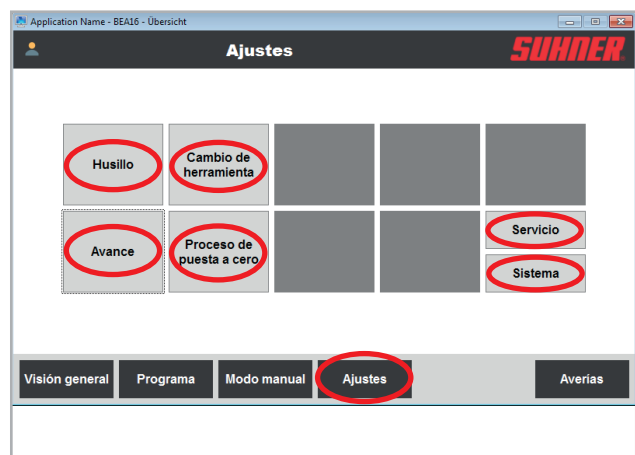 Application Name - BEA16 - Übersicht
Ajustes
SUHNER
Husillo
Cambio de
herramienta
Avance
Proceso de
puesta a cero
Servicio
Sistema
Visión general
Programa
Modo manual
Ajustes
Averías